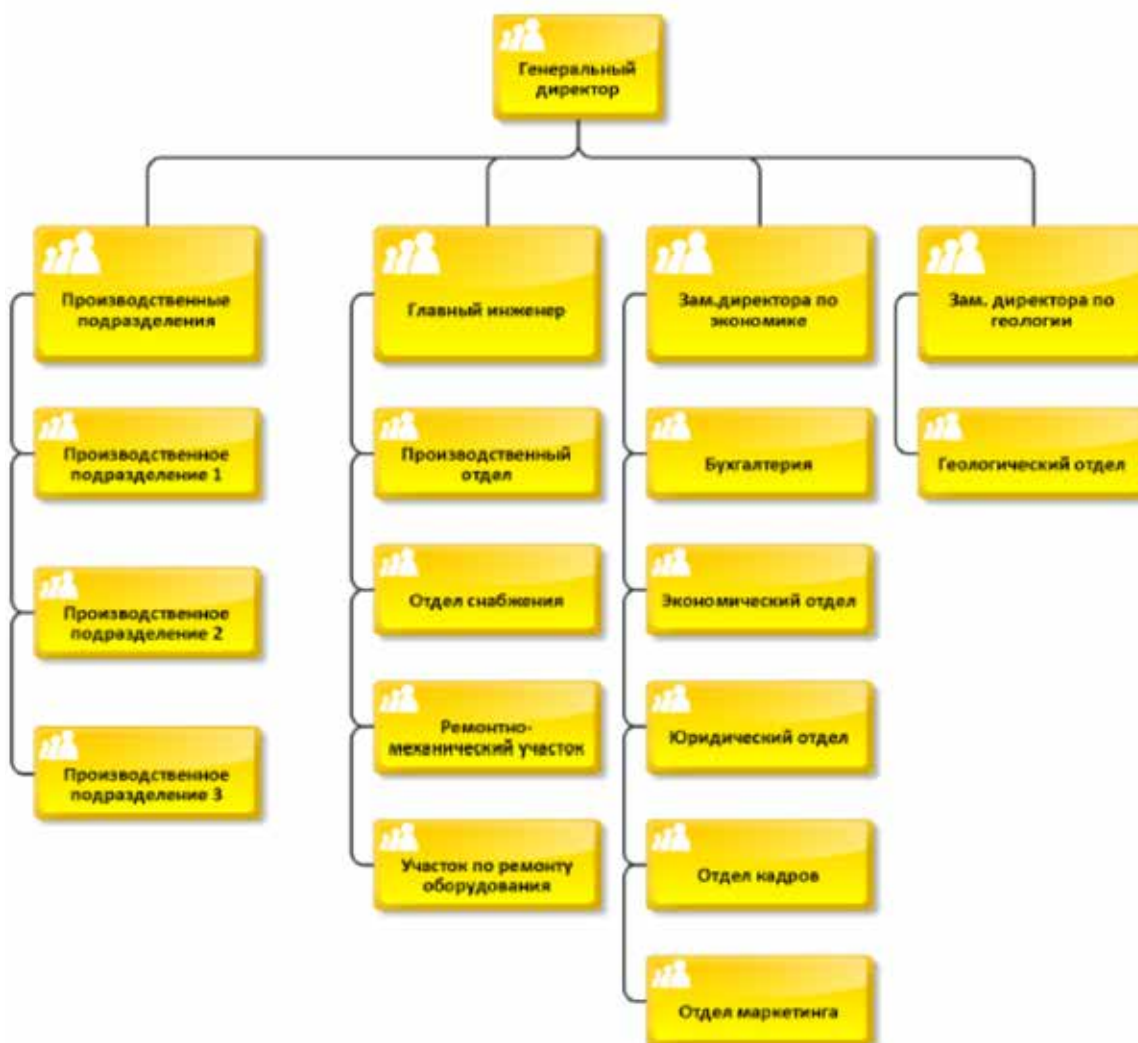 Генеральный
директор
Производственные
подразделения
Главный инженер
Зам.директора по
экономике
Зам. директора по
геологии
Производственное
подразделение 1
Производственный
отдел
Бухгалтерия
Геологический отдел
Производственное
подразделение 2
Отдел снабжения
Экономический отдел
Производственное
подразделение 3
Ремонтно-
механический участок
Юридический отдел
Участок по ремонту
оборудования
Отдел кадров
Отдел маркетинга